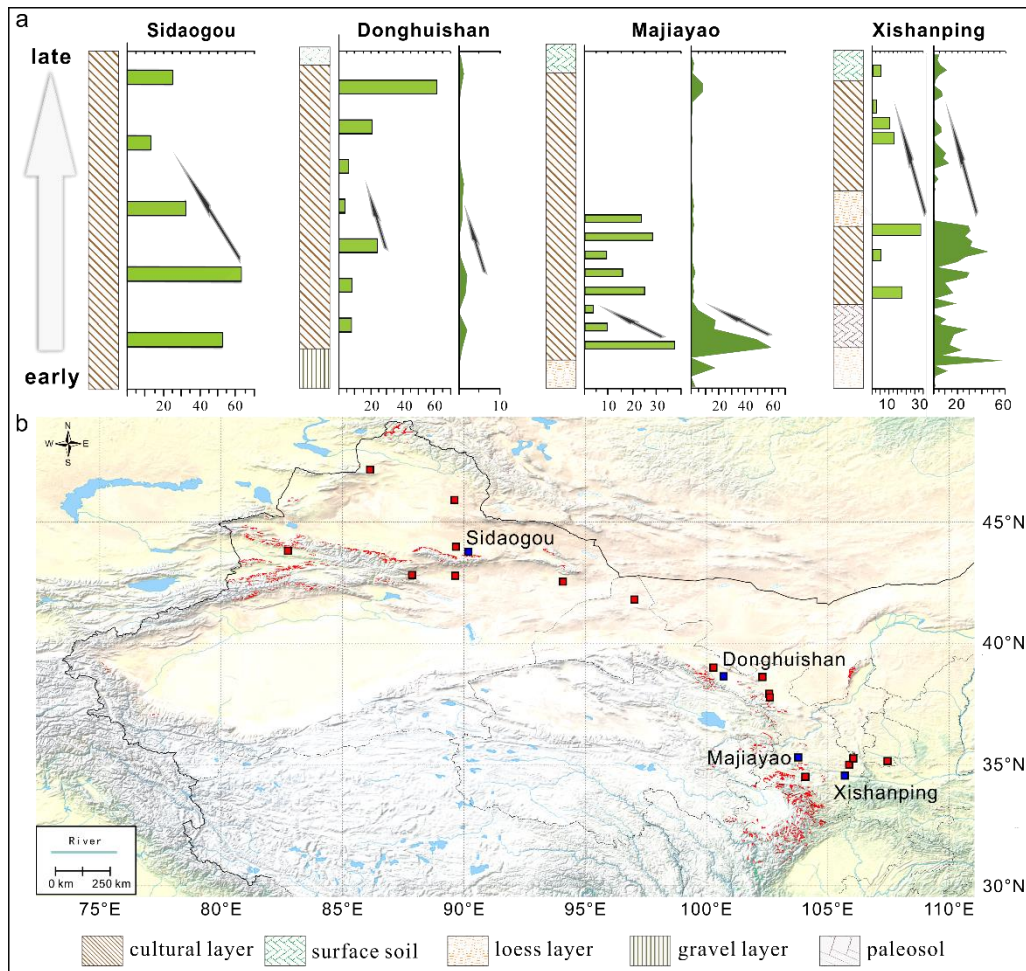 a
Sidaogou Donghuishan Majiayao Xishanping
late
early
20 40 60 20 40 60 10 10 20 30 20 40 60 10 30 20 60
b
N
W E
S
Sidaogou
45°N
40°N
Donghuishan
Majiayao
35°N
Xishanping
River
0 km 250 km
30°N
75°E 80°E 85°E 90°E 95°E 100°E 105°E 110°E
cultural layer surface soil loess layer gravel layer paleosol